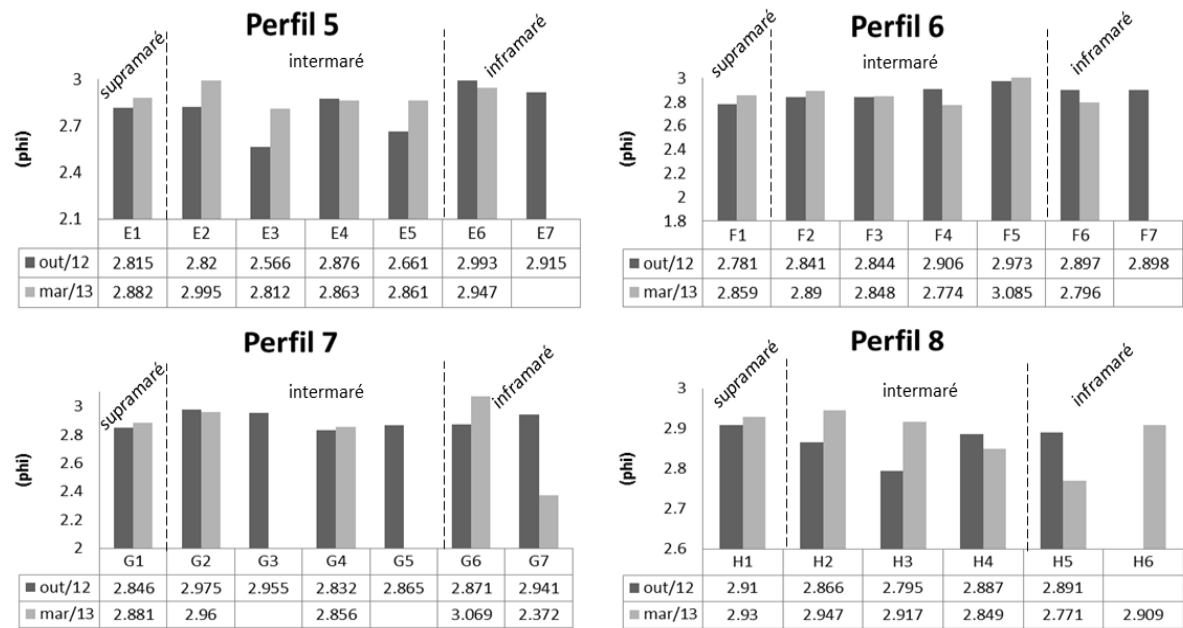 Perfil 5
supramaré
intermaré
inframaré
(phi)
3
2.7
2.4
2.1
E1 E2 E3 E4 E5 E6 E7
out/12 2.815 2.82 2.566 2.876 2.661 2.993 2.915
mar/13 2.882 2.995 2.812 2.863 2.861 2.947
Perfil 6
supramaré
intermaré
inframaré
(phi)
3
2.8
2.6
2.4
2.2
2
1.8
F1 F2 F3 F4 F5 F6 F7
out/12 2.781 2.841 2.844 2.906 2.973 2.897 2.898
mar/13 2.859 2.89 2.848 2.774 3.085 2.796
Perfil 7
supramaré
intermaré
inframaré
(phi)
3
2.8
2.6
2.4
2.2
2
G1 G2 G3 G4 G5 G6 G7
out/12 2.846 2.975 2.955 2.832 2.865 2.871 2.941
mar/13 2.881 2.96 2.856 3.069 2.372
Perfil 8
supramaré
intermaré
inframaré
(phi)
3
2.9
2.8
2.7
2.6
H1 H2 H3 H4 H5 H6
out/12 2.91 2.866 2.795 2.887 2.891
mar/13 2.93 2.947 2.917 2.849 2.771 2.909